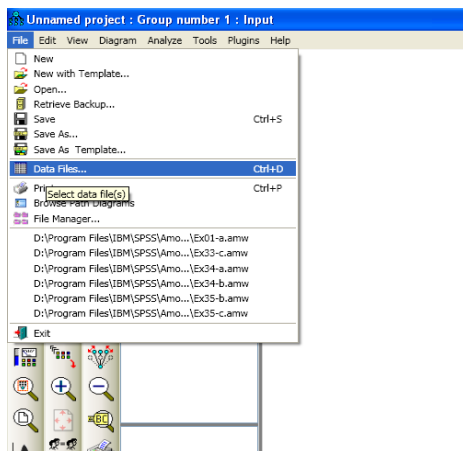 Unnamed project : Group number 1 : Input
File Edit View Diagram Analyze Tools Plugins Help
New
New with Template...
Open...
Retrieve Backup...
Save Ctrl+S
Save As...
Save As Template...
Data Files... Ctrl+D
Ctrl+P
Select data file(s)
Browse Path Diagrams
File Manager...
D:\Program Files\IBM\SPSS\Amo...\Ex01-a.amw
D:\Program Files\IBM\SPSS\Amo...\Ex33-c.amw
D:\Program Files\IBM\SPSS\Amo...\Ex34-a.amw
D:\Program Files\IBM\SPSS\Amo...\Ex34-b.amw
D:\Program Files\IBM\SPSS\Amo...\Ex35-b.amw
D:\Program Files\IBM\SPSS\Amo...\Ex35-c.amw
Exit